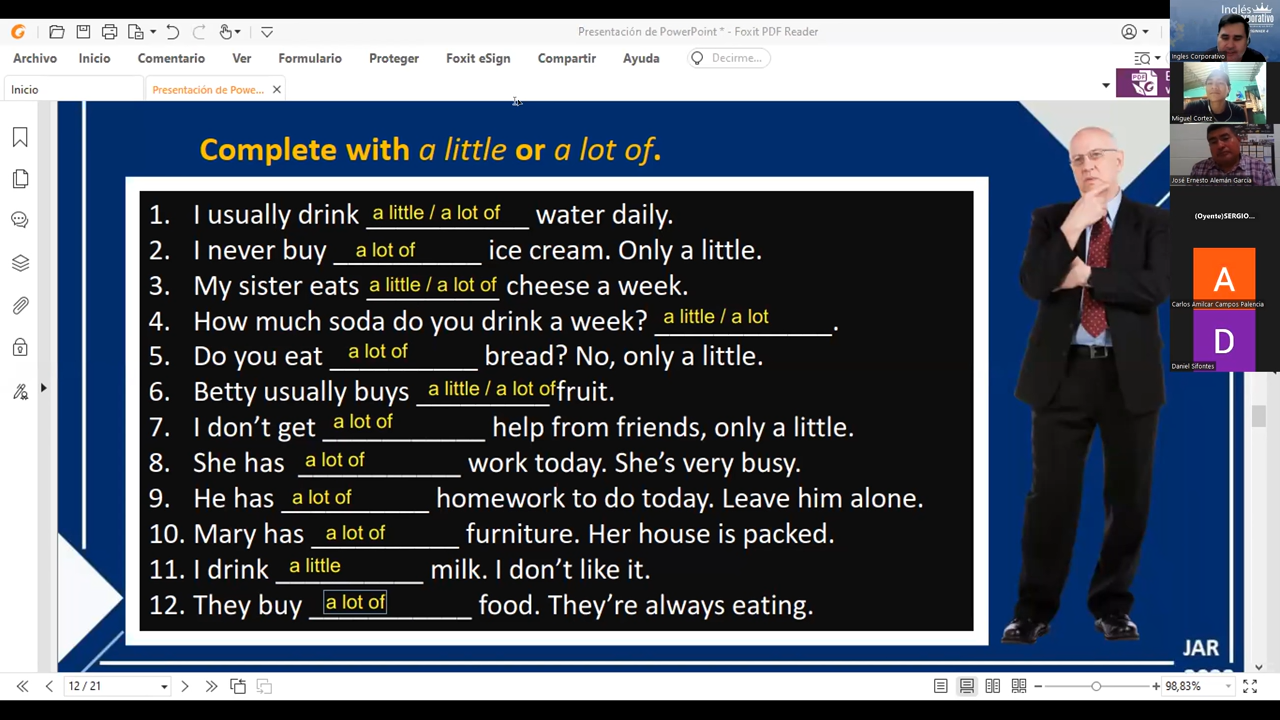 Presentación de PowerPoint * - Foxit PDF Reader
Archivo Inicio Comentario Ver Formulario Proteger Foxit eSign Compartir Ayuda Decirme...
Inicio Presentación de Powe...
Complete with a little or a lot of.
1. I usually drink a little / a lot of water daily.
2. I never buy a lot of ice cream. Only a little.
3. My sister eats a little / a lot of cheese a week.
4. How much soda do you drink a week? a little / a lot.
5. Do you eat a lot of bread? No, only a little.
6. Betty usually buys a little / a lot of fruit.
7. I don't get a lot of help from friends, only a little.
8. She has a lot of work today. She's very busy.
9. He has a lot of homework to do today. Leave him alone.
10. Mary has a lot of furniture. Her house is packed.
11. I drink a little milk. I don't like it.
12. They buy a lot of food. They're always eating.
JAR
12 / 21
98,83%
Inglés
Ingles Corporativo
Miguel Cortez
José Ernesto Alemán García
(Oyente)SERGIO...
A
Carlos Amilcar Campos Palencia
D
Daniel Sifontes